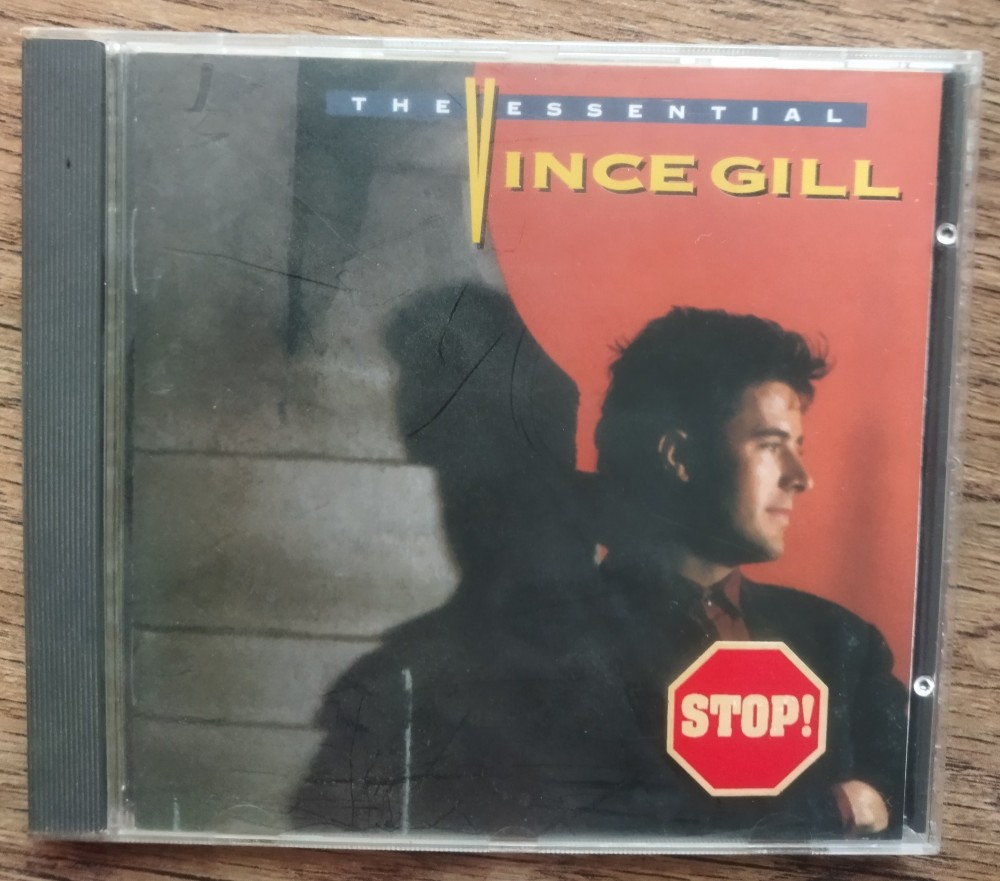 THE ESSENTIAL
VINCE GILL
STOP!